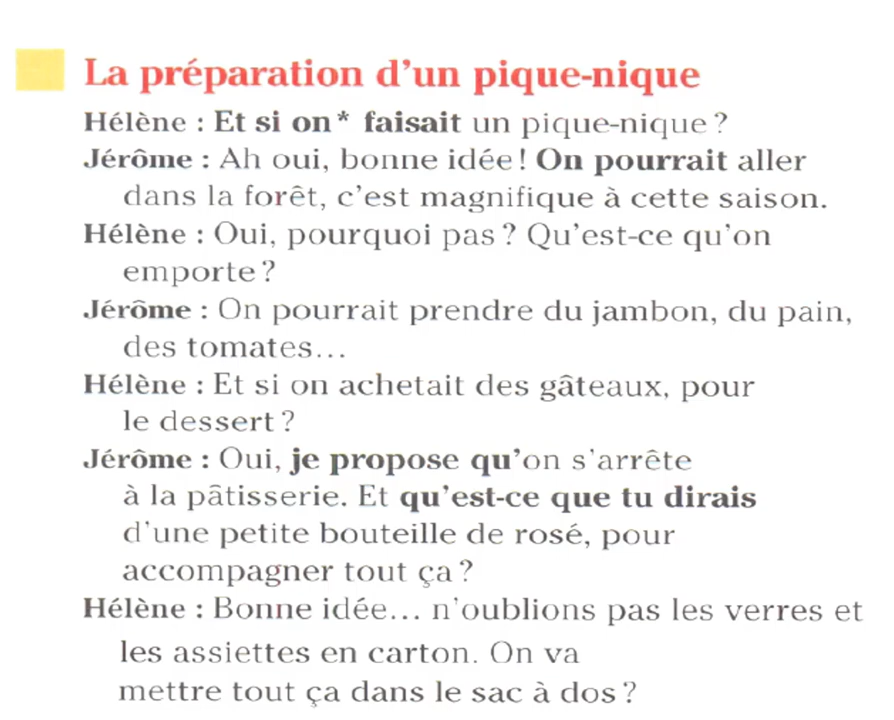 La préparation d'un pique-nique
Hélène : Et si on* faisait un pique-nique ?
Jérôme : Ah oui, bonne idée ! On pourrait aller
dans la forêt, c'est magnifique à cette saison.
Hélène : Oui, pourquoi pas ? Qu'est-ce qu'on
emporte ?
Jérôme : On pourrait prendre du jambon, du pain,
des tomates...
Hélène : Et si on achetait des gâteaux, pour
le dessert ?
Jérôme : Oui, je propose qu'on s'arrête
à la pâtisserie. Et qu'est-ce que tu dirais
d'une petite bouteille de rosé, pour
accompagner tout ça ?
Hélène : Bonne idée... n'oublions pas les verres et
les assiettes en carton. On va
mettre tout ça dans le sac à dos ?